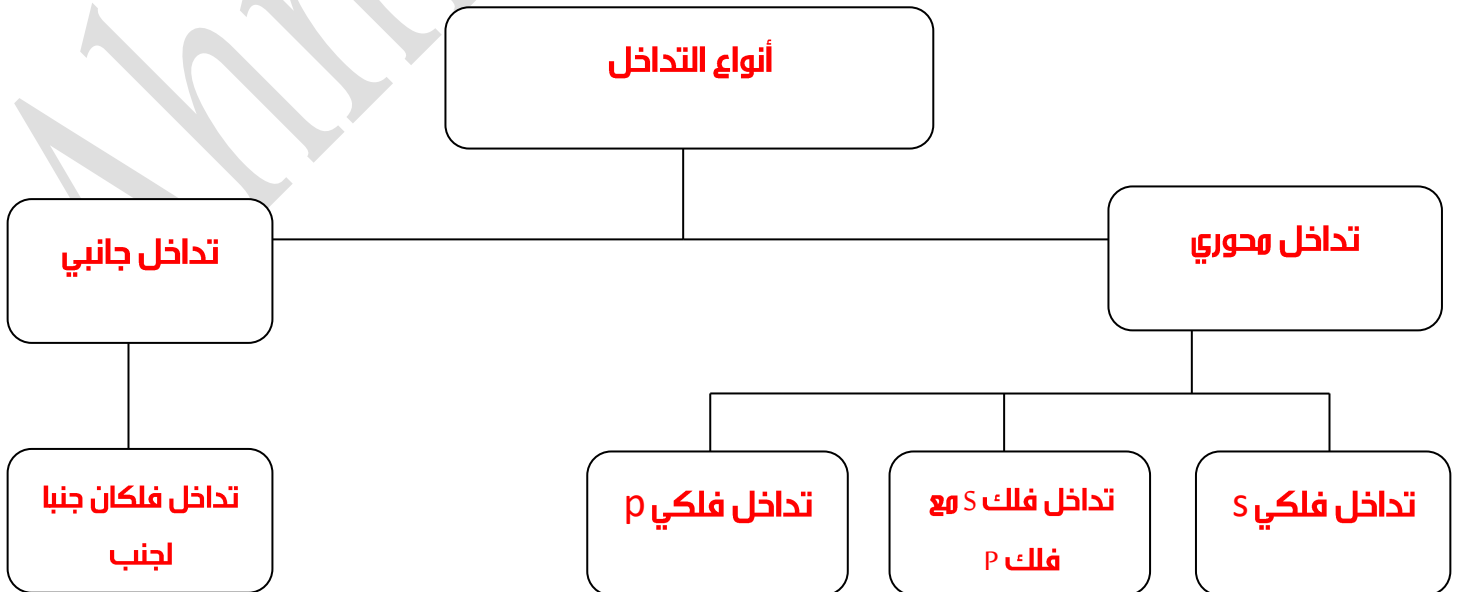 أنواع التداخل
تداخل محوري
تداخل جانبي
تداخل فلكي s
تداخل فلك S مع
فلك P
تداخل فلكي p
تداخل فلكان جنبا
لجنب